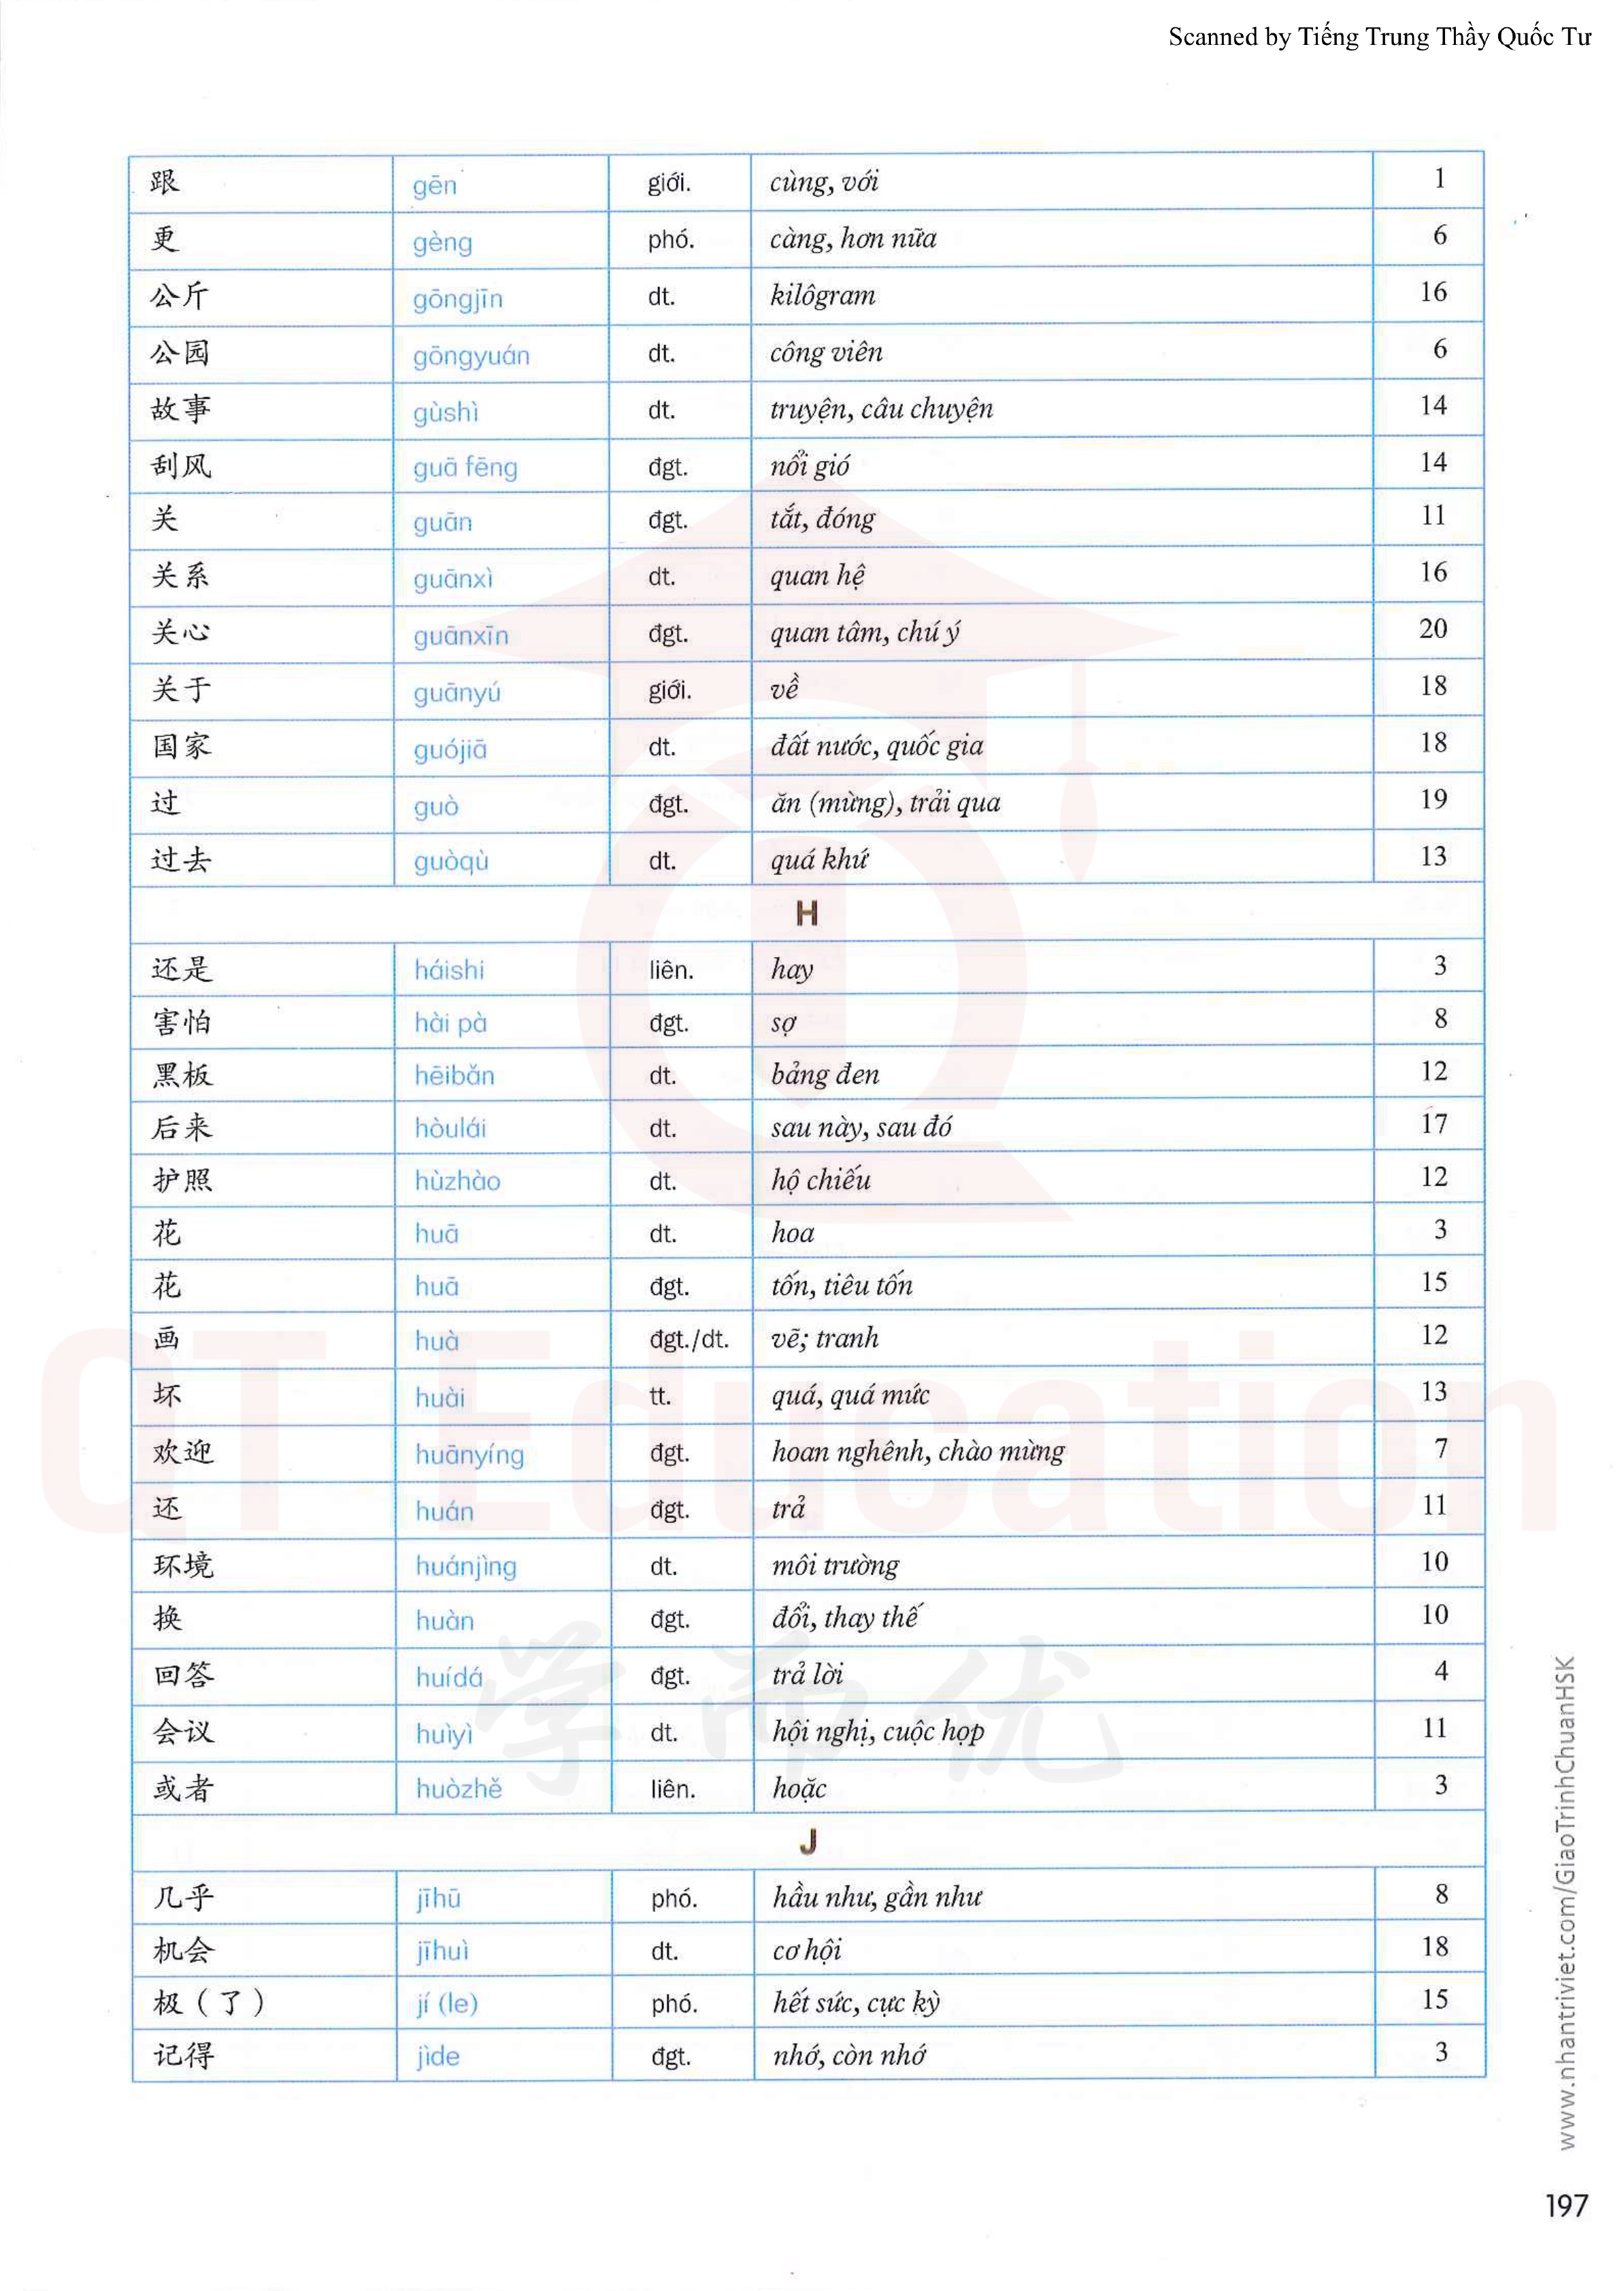 Scanned by Tiếng Trung Thầy Quốc Tư
跟 gēn giới. cùng, với 1
更 gèng phó. càng, hơn nữa 6
公斤 gōngjīn dt. kilôgram 16
公园 gōngyuán dt. công viên 6
故事 gùshì dt. truyện, câu chuyện 14
刮风 guā fēng đgt. nổi gió 14
关 guān đgt. tắt, đóng 11
关系 guānxì dt. quan hệ 16
关心 guānxīn đgt. quan tâm, chú ý 20
关于 guānyú giới. về 18
国家 guójiā dt. đất nước, quốc gia 18
过 guò đgt. ăn (mừng), trải qua 19
过去 guòqù dt. quá khứ 13
H
还是 háishi liên. hay 3
害怕 hài pà đgt. sợ 8
黑板 hēibǎn dt. bảng đen 12
后来 hòulái dt. sau này, sau đó 17
护照 hùzhào dt. hộ chiếu 12
花 huā dt. hoa 3
花 huā đgt. tốn, tiêu tốn 15
画 huà đgt./dt. vẽ; tranh 12
坏 huài tt. quá, quá mức 13
欢迎 huānyíng đgt. hoan nghênh, chào mừng 7
还 huán đgt. trả 11
环境 huánjìng dt. môi trường 10
换 huàn đgt. đổi, thay thế 10
回答 huídá đgt. trả lời 4
会议 huìyì dt. hội nghị, cuộc họp 11
或者 huòzhě liên. hoặc 3
J
几乎 jīhū phó. hầu như, gần như 8
机会 jīhuì dt. cơ hội 18
极（了） jí (le) phó. hết sức, cực kỳ 15
记得 jìde đgt. nhớ, còn nhớ 3
QT Education
学而优
www.nhantriviet.com/GiaoTrinhChuanHSK
197